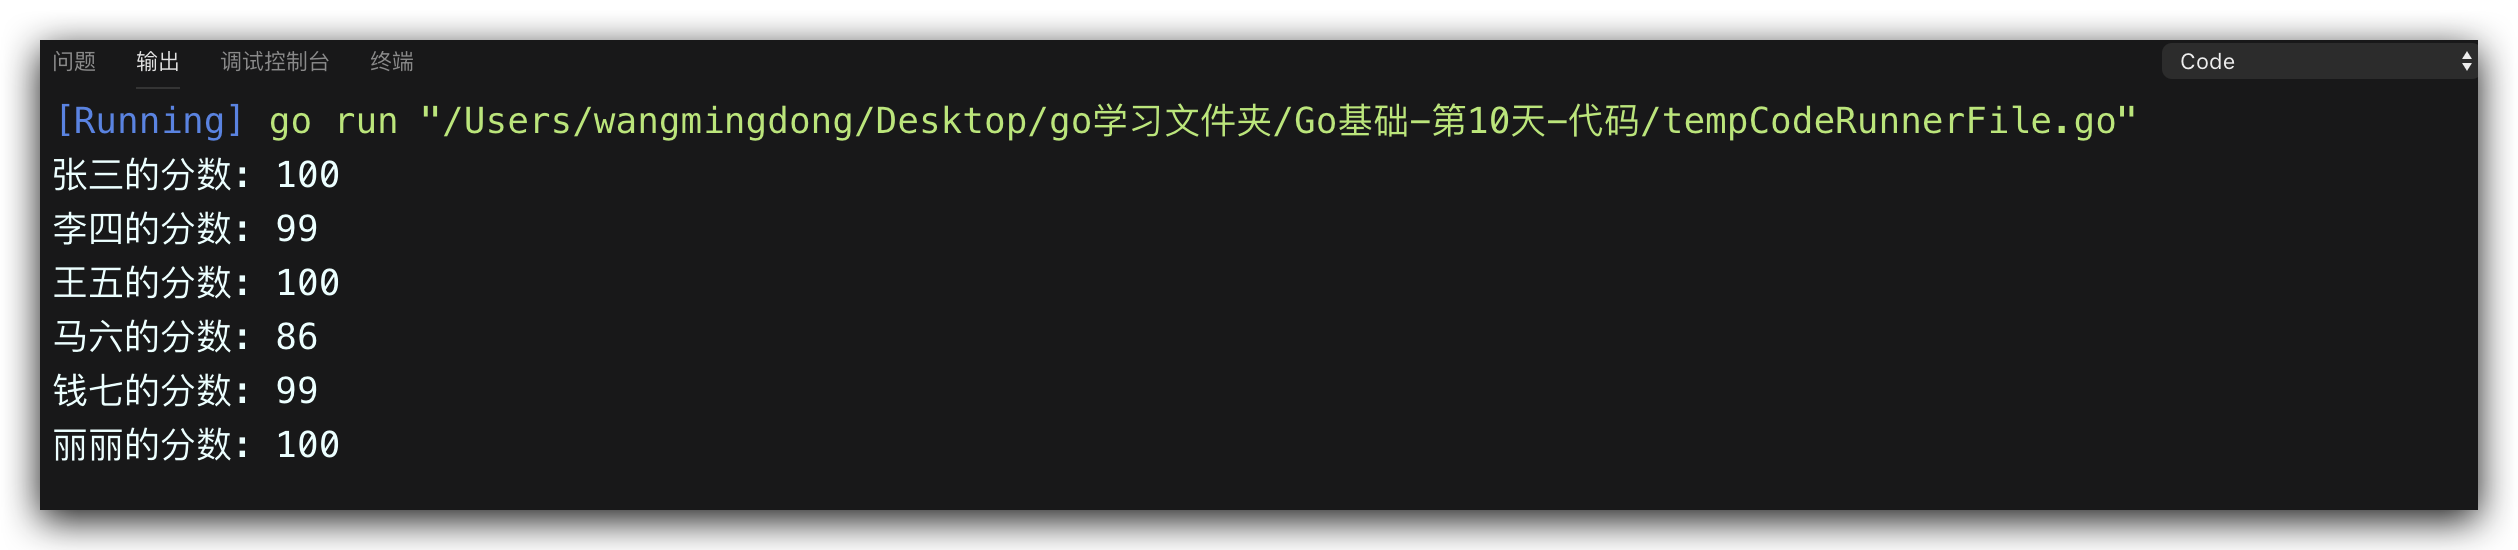 问题 输出 调试控制台 终端 Code
[Running] go run "/Users/wangmingdong/Desktop/go学习文件夹/Go基础-第10天-代码/tempCodeRunnerFile.go"
张三的分数: 100
李四的分数: 99
王五的分数: 100
马六的分数: 86
钱七的分数: 99
丽丽的分数: 100